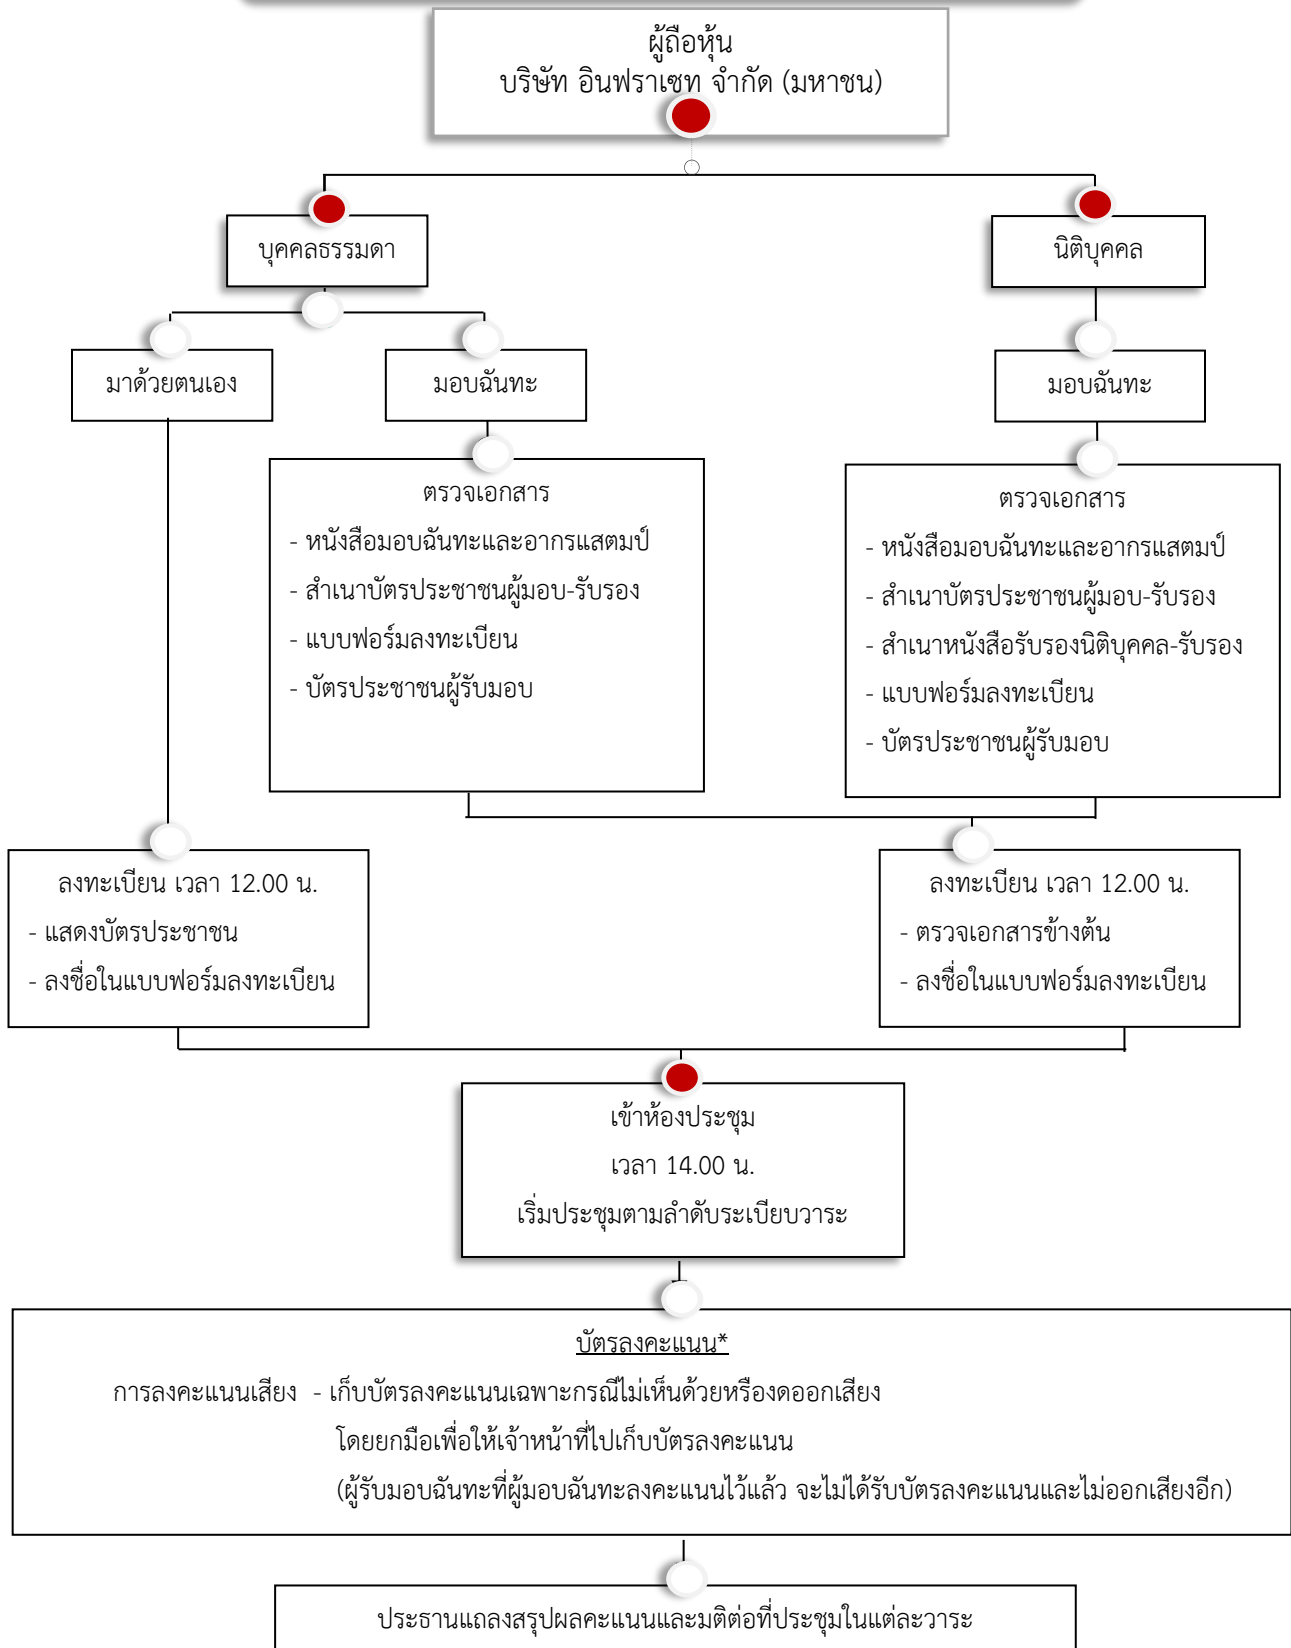 ผู้ถือหุ้น
บริษัท อินฟราเซท จำกัด (มหาชน)
บุคคลธรรมดา
นิติบุคคล
มาด้วยตนเอง
มอบฉันทะ
มอบฉันทะ
ตรวจเอกสาร
- หนังสือมอบฉันทะและอากรแสตมป์
- สำเนาบัตรประชาชนผู้มอบ-รับรอง
- แบบฟอร์มลงทะเบียน
- บัตรประชาชนผู้รับมอบ
ตรวจเอกสาร
- หนังสือมอบฉันทะและอากรแสตมป์
- สำเนาบัตรประชาชนผู้มอบ-รับรอง
- สำเนาหนังสือรับรองนิติบุคคล-รับรอง
- แบบฟอร์มลงทะเบียน
- บัตรประชาชนผู้รับมอบ
ลงทะเบียน เวลา 12.00 น.
- แสดงบัตรประชาชน
- ลงชื่อในแบบฟอร์มลงทะเบียน
ลงทะเบียน เวลา 12.00 น.
- ตรวจเอกสารข้างต้น
- ลงชื่อในแบบฟอร์มลงทะเบียน
เข้าห้องประชุม
เวลา 14.00 น.
เริ่มประชุมตามลำดับระเบียบวาระ
บัตรลงคะแนน*
การลงคะแนนเสียง - เก็บบัตรลงคะแนนเฉพาะกรณีไม่เห็นด้วยหรืองดออกเสียง
โดยยกมือเพื่อให้เจ้าหน้าที่ไปเก็บบัตรลงคะแนน
(ผู้รับมอบฉันทะที่ผู้มอบฉันทะลงคะแนนไว้แล้ว จะไม่ได้รับบัตรลงคะแนนและไม่ออกเสียงอีก)
ประธานแถลงสรุปผลคะแนนและมติต่อที่ประชุมในแต่ละวาระ